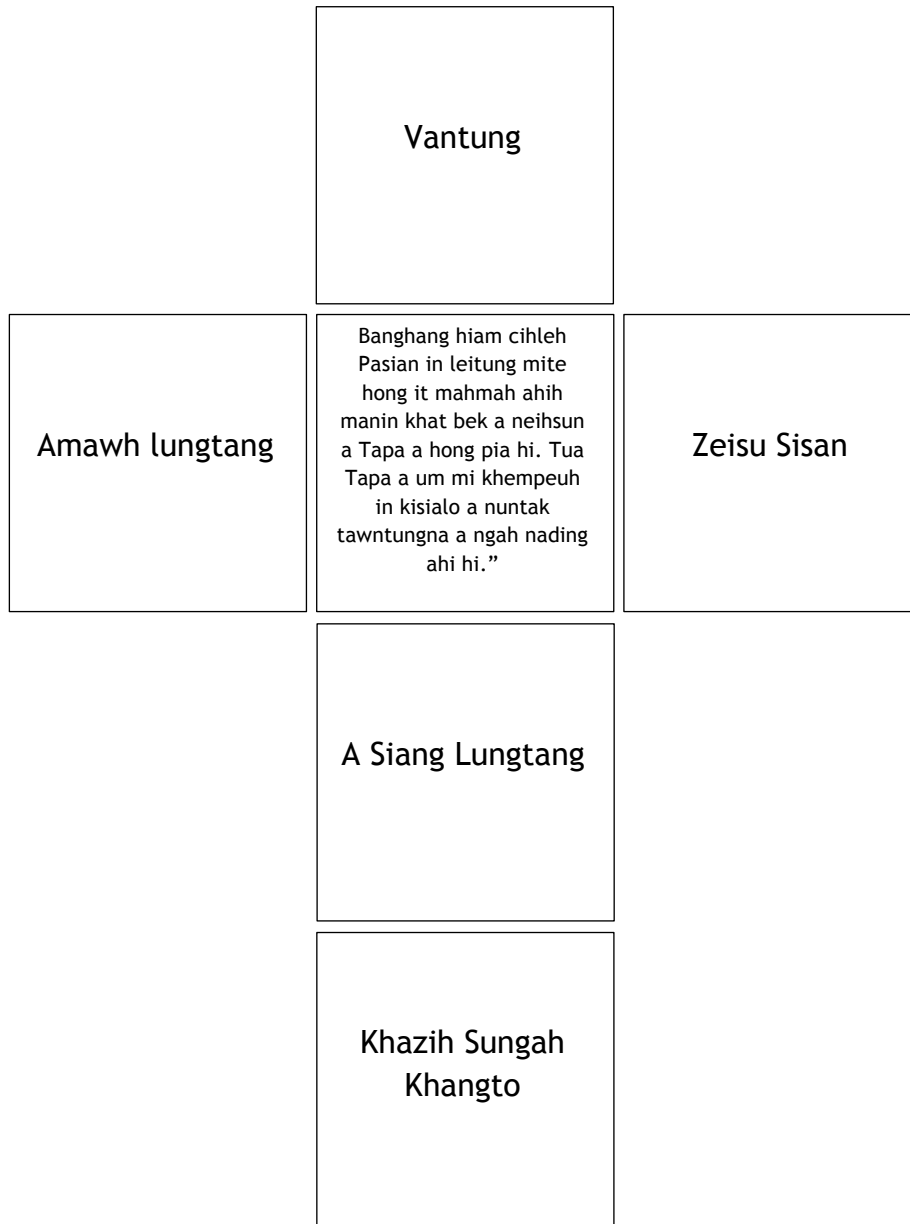 Vantung
Amawh lungtang
Banghang hiam cihleh
Pasian in leitung mite
hong it mahmah ahih
manin khat bek a neihsun
a Tapa a hong pia hi. Tua
Tapa a um mi khempeuh
in kisialo a nuntak
tawntungna a ngah nading
ahi hi.”
Zeisu Sisan
A Siang Lungtang
Khazih Sungah
Khangto